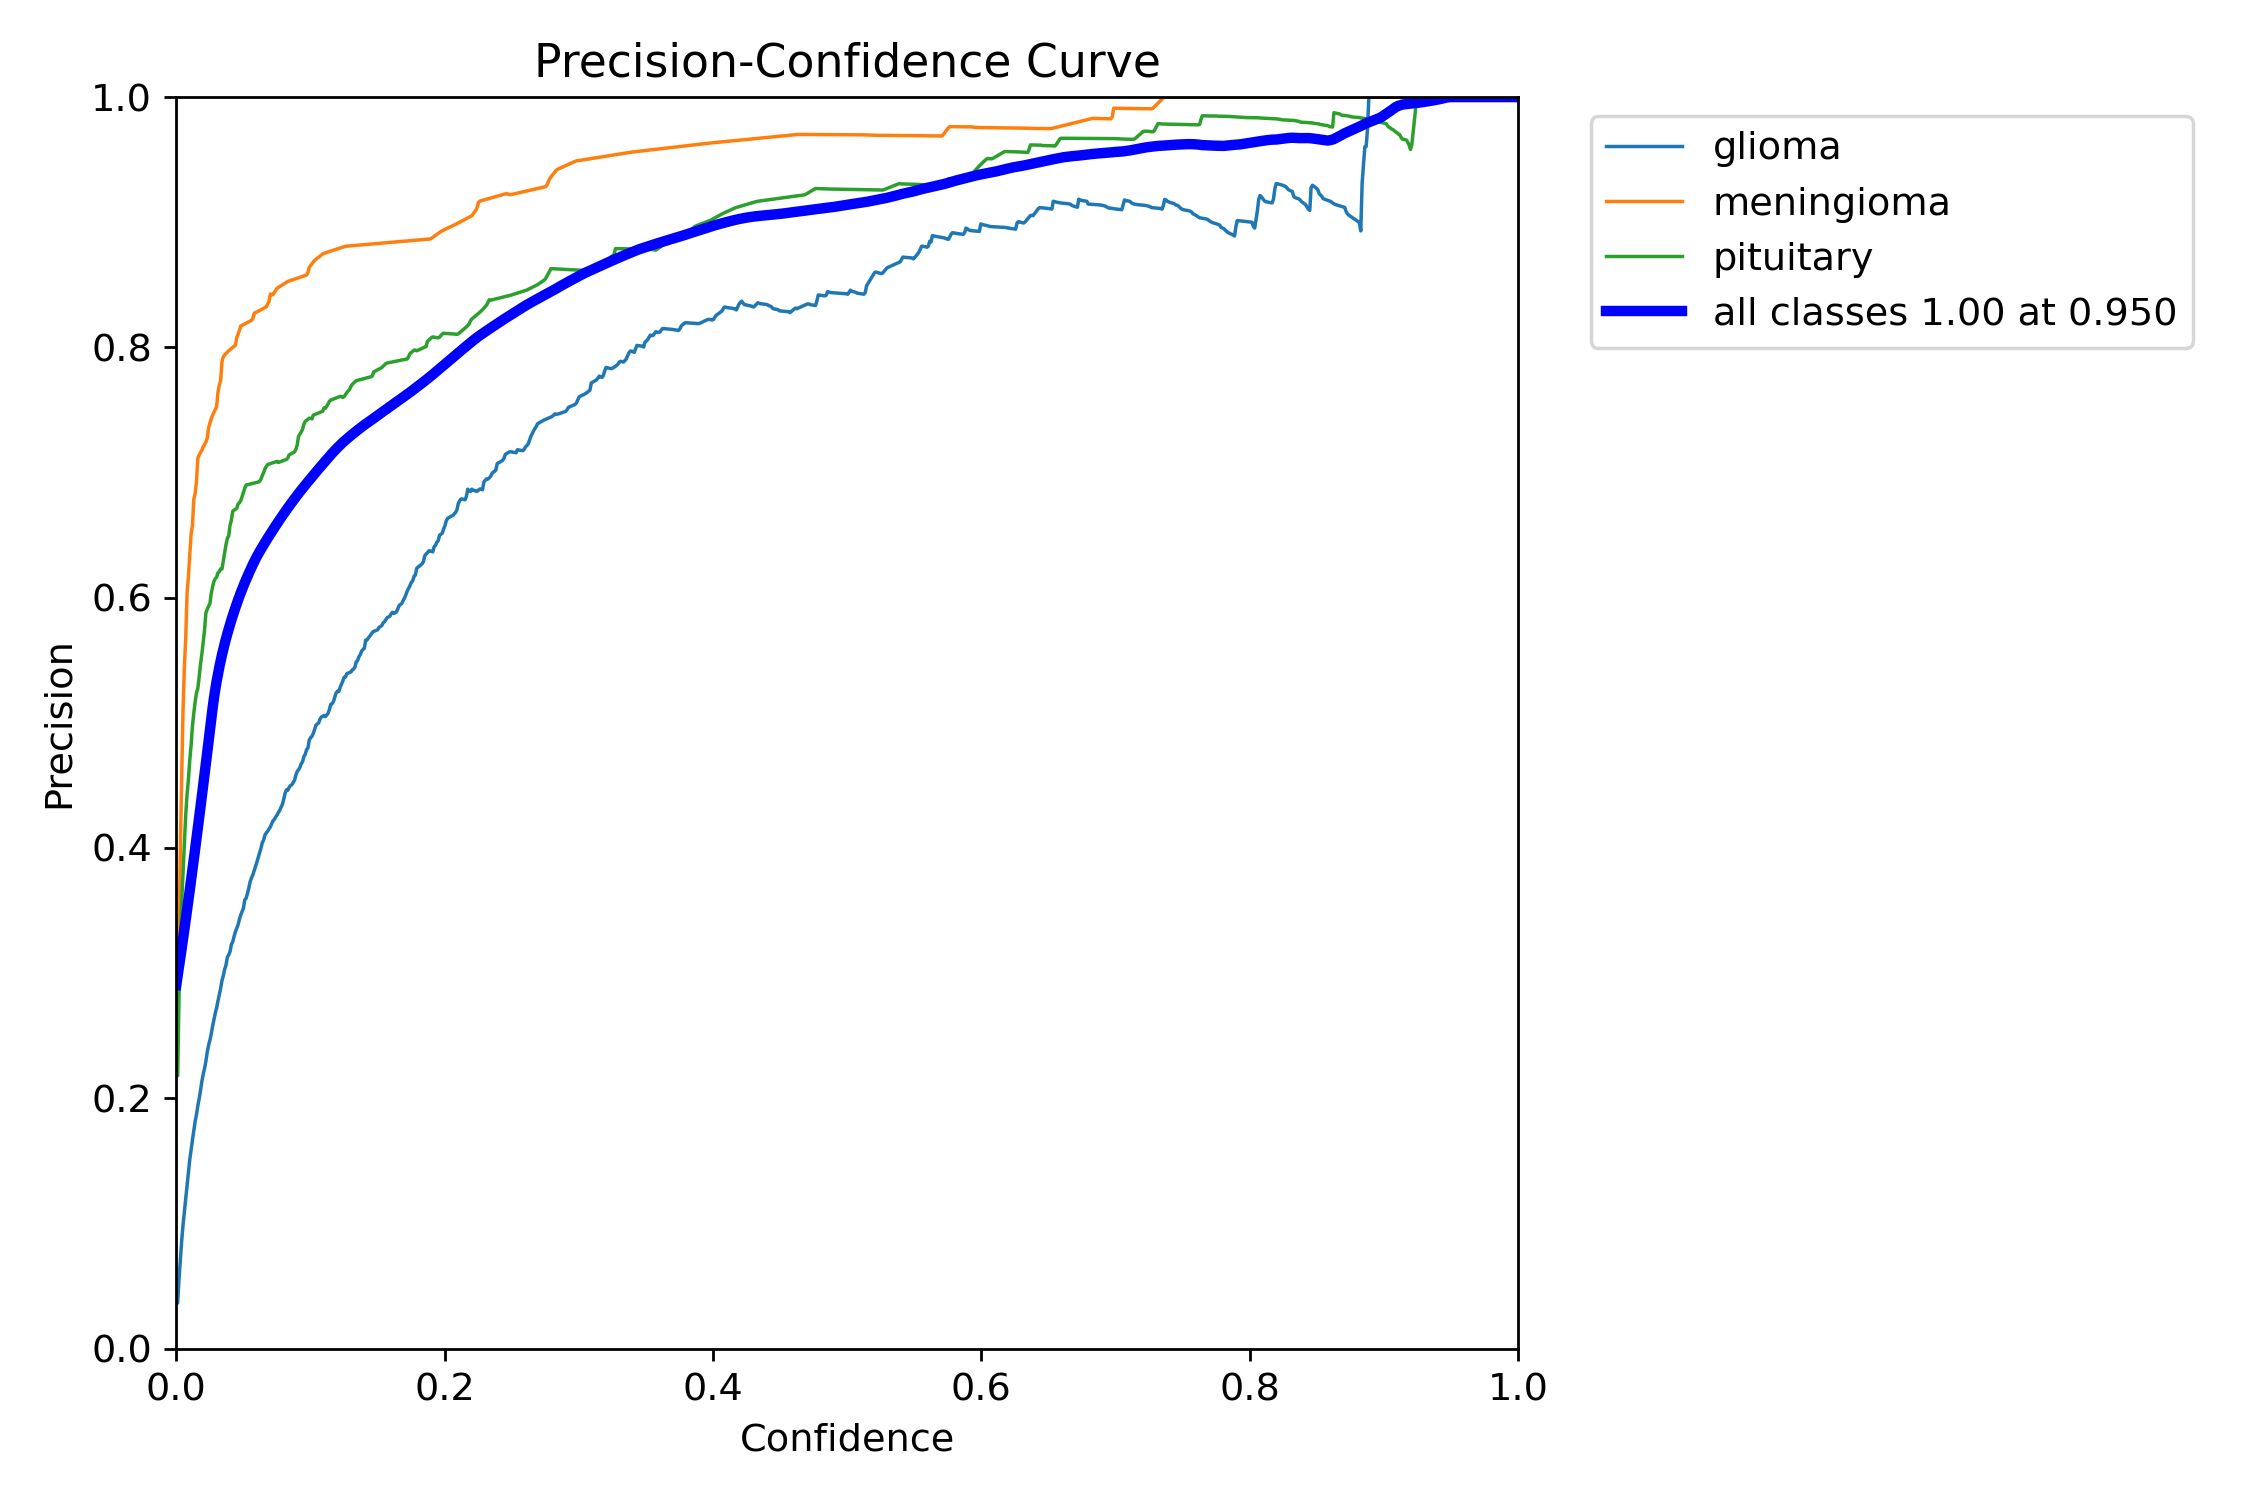 Precision-Confidence Curve
1.0
0.8
0.6
0.4
0.2
0.0
Precision
0.0 0.2 0.4 0.6 0.8 1.0
Confidence
glioma
meningioma
pituitary
all classes 1.00 at 0.950